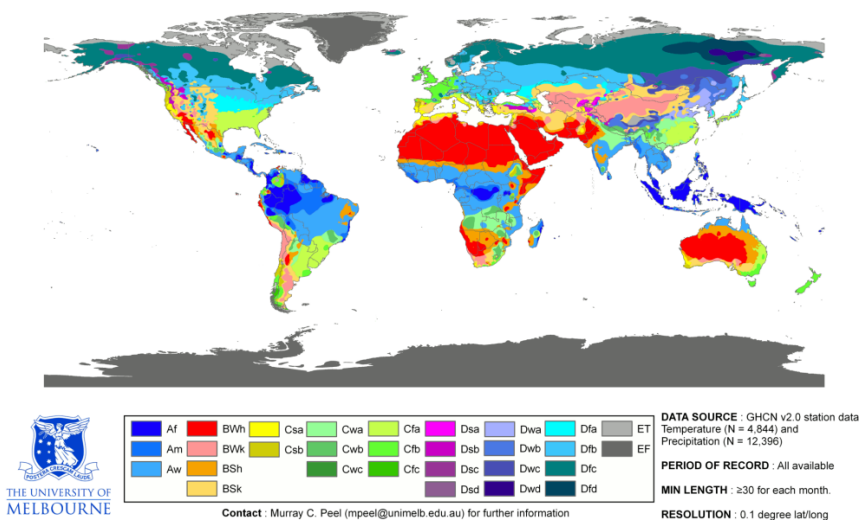 Af BWh Csa Cwa Cfa Dsa Dwa Dfa ET
Am BWk Csb Cwb Cfb Dsb Dwb Dfb EF
Aw BSh Cwc Cfc Dsc Dwc Dfc
BSk Dsd Dwd Dfd
Contact : Murray C. Peel (mpeel@unimelb.edu.au) for further information
DATA SOURCE : GHCN v2.0 station data
Temperature (N = 4,844) and
Precipitation (N = 12,396)
PERIOD OF RECORD : All available
MIN LENGTH : ≥30 for each month.
RESOLUTION : 0.1 degree lat/long
POSTERA CRESCAM LAUDE
THE UNIVERSITY OF
MELBOURNE